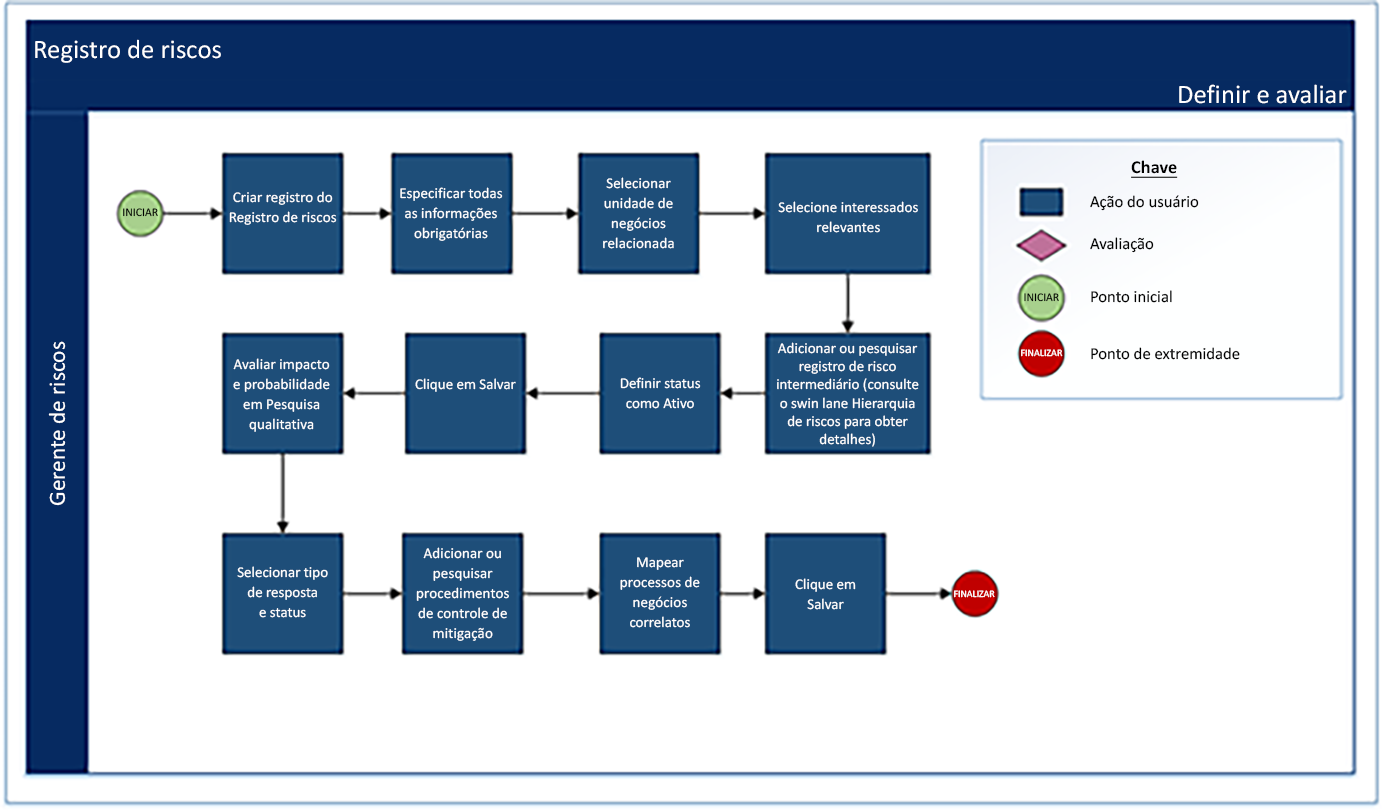 Registro de riscos
Definir e avaliar
Gerente de riscos
INICIAR
Criar registro do
Registro de riscos
Especificar todas
as informações
obrigatórias
Selecionar
unidade de
negócios
relacionada
Selecione interessados
relevantes
Adicionar ou pesquisar
registro de risco
intermediário (consulte
o swin lane Hierarquia
de riscos para obter
detalhes)
Definir status
como Ativo
Clique em Salvar
Avaliar impacto
e probabilidade
em Pesquisa
qualitativa
Selecionar tipo
de resposta
e status
Adicionar ou
pesquisar
procedimentos
de controle de
mitigação
Mapear
processos de
negócios
correlatos
Clique em
Salvar
FINALIZAR
Chave
Ação do usuário
Avaliação
INICIAR
Ponto inicial
FINALIZAR
Ponto de extremidade